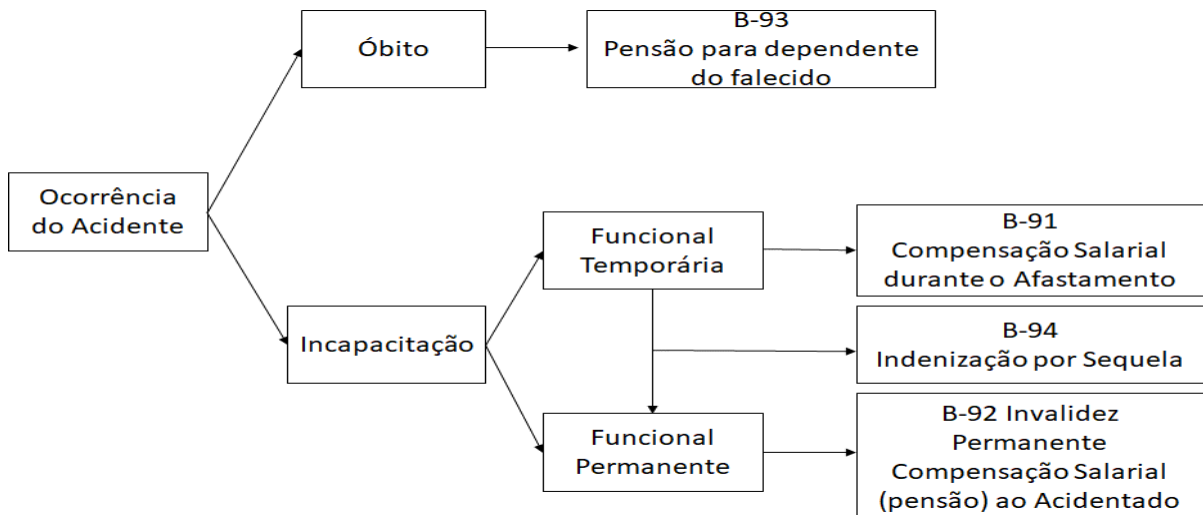 Óbito
B-93
Pensão para dependente
do falecido
Ocorrência
do Acidente
Incapacitação
Funcional
Temporária
B-91
Compensação Salarial
durante o Afastamento
B-94
Indenização por Sequela
Funcional
Permanente
B-92 Invalidez
Permanente
Compensação Salarial
(pensão) ao Acidentado